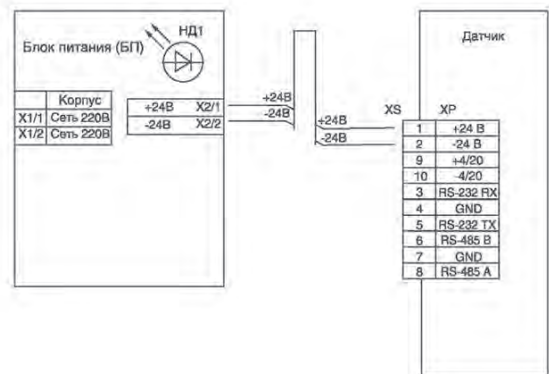 Блок питания (БП)
НД1
Корпус
X1/1 Сеть 220В
X1/2 Сеть 220В
+24В X2/1
-24В X2/2
+24В
-24В
+24В
-24В
Датчик
XS XP
1 +24 В
2 -24 В
9 +4/20
10 -4/20
3 RS-232 RX
4 GND
5 RS-232 TX
6 RS-485 B
7 GND
8 RS-485 A